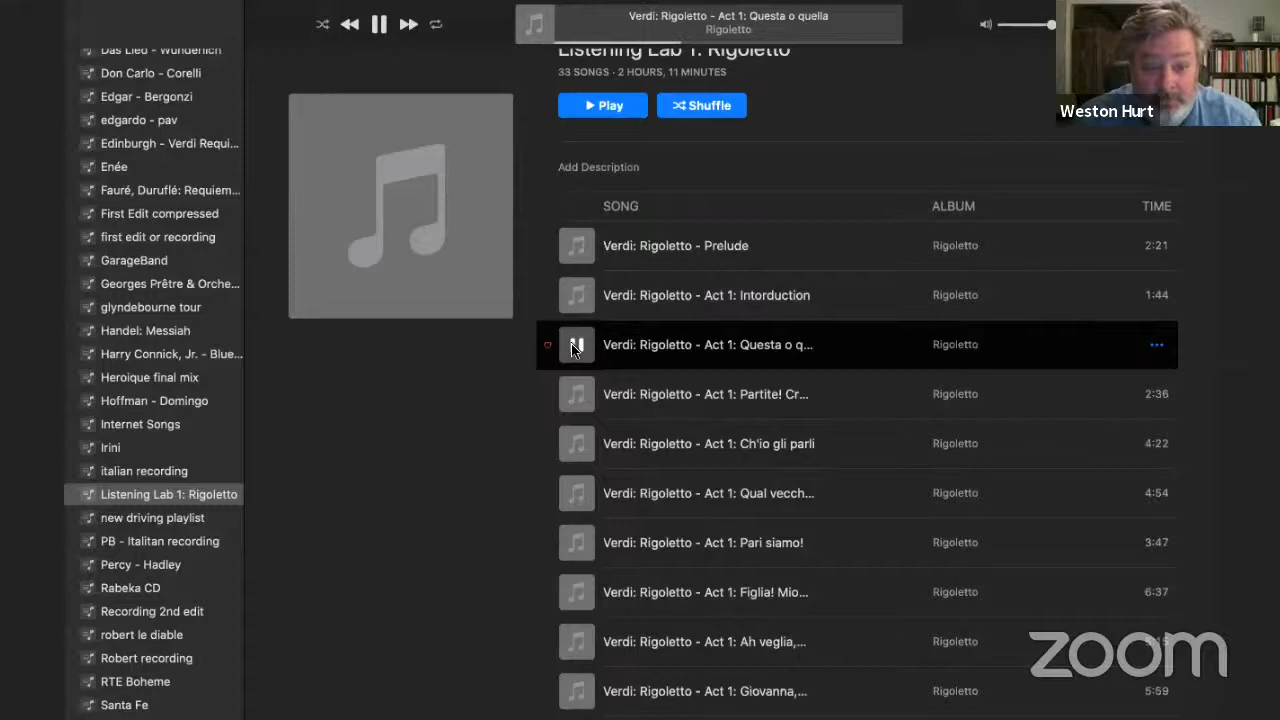 Verdi: Rigoletto - Act 1: Questa o quella
Rigoletto
Das Lied - Wunderlich
Don Carlo - Corelli
Edgar - Bergonzi
edgardo - pav
Edinburgh - Verdi Requi...
Enée
Fauré, Duruflé: Requiem...
First Edit compressed
first edit or recording
GarageBand
Georges Prêtre & Orche...
glyndebourne tour
Handel: Messiah
Harry Connick, Jr. - Blue...
Heroique final mix
Hoffman - Domingo
Internet Songs
Irini
italian recording
Listening Lab 1: Rigoletto
new driving playlist
PB - Italitan recording
Percy - Hadley
Rabeka CD
Recording 2nd edit
robert le diable
Robert recording
RTE Boheme
Santa Fe
Listening Lab 1: Rigoletto
33 SONGS · 2 HOURS, 11 MINUTES
Play
Shuffle
Add Description
SONG ALBUM TIME
Verdi: Rigoletto - Prelude Rigoletto 2:21
Verdi: Rigoletto - Act 1: Intorduction Rigoletto 1:44
Verdi: Rigoletto - Act 1: Questa o q... Rigoletto ...
Verdi: Rigoletto - Act 1: Partite! Cr... Rigoletto 2:36
Verdi: Rigoletto - Act 1: Ch'io gli parli Rigoletto 4:22
Verdi: Rigoletto - Act 1: Qual vecch... Rigoletto 4:54
Verdi: Rigoletto - Act 1: Pari siamo! Rigoletto 3:47
Verdi: Rigoletto - Act 1: Figlia! Mio... Rigoletto 6:37
Verdi: Rigoletto - Act 1: Ah veglia,... Rigoletto
Verdi: Rigoletto - Act 1: Giovanna,... Rigoletto 5:59
Weston Hurt
zoom